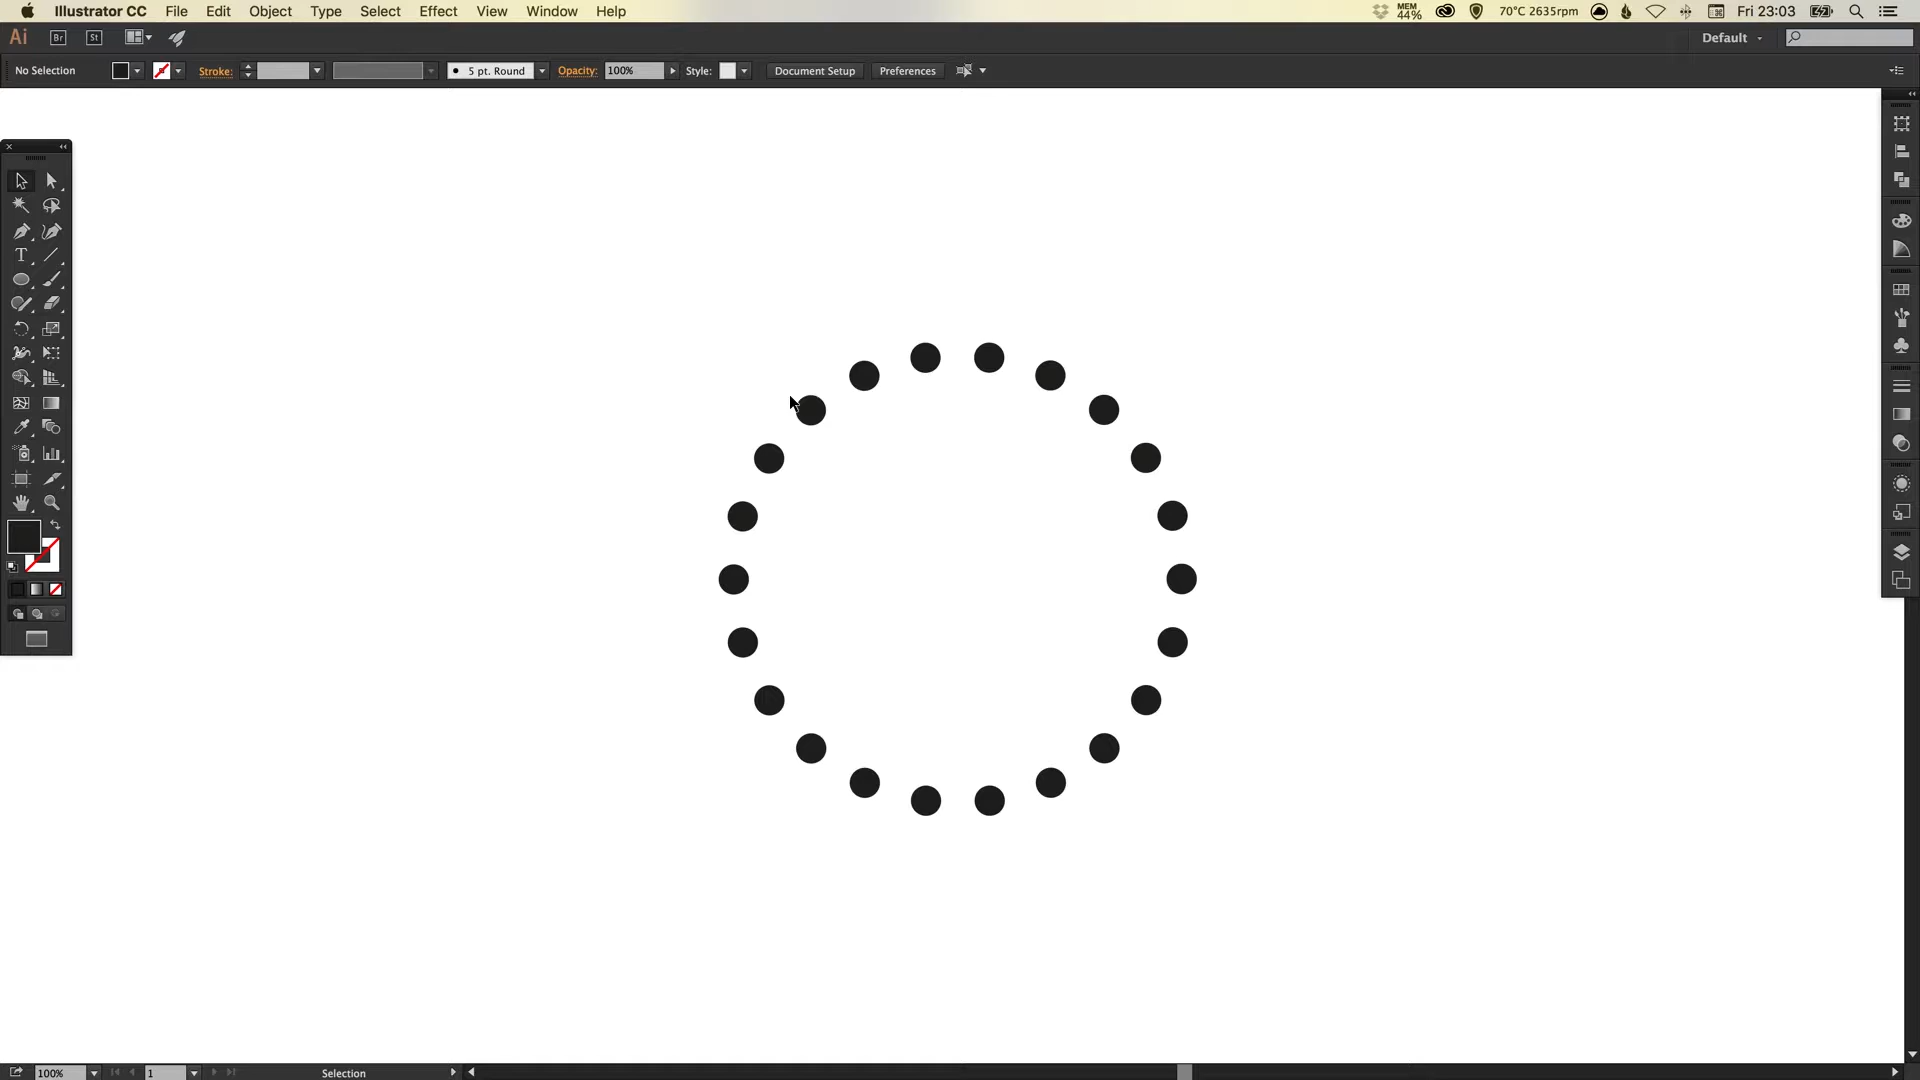 Illustrator CC File Edit Object Type Select Effect View Window Help MEM 44% 70°C 2635rpm Fri 23:03
Ai Br St Default
No Selection Stroke: 5 pt. Round Opacity: 100% Style: Document Setup Preferences
T
100% 1 Selection